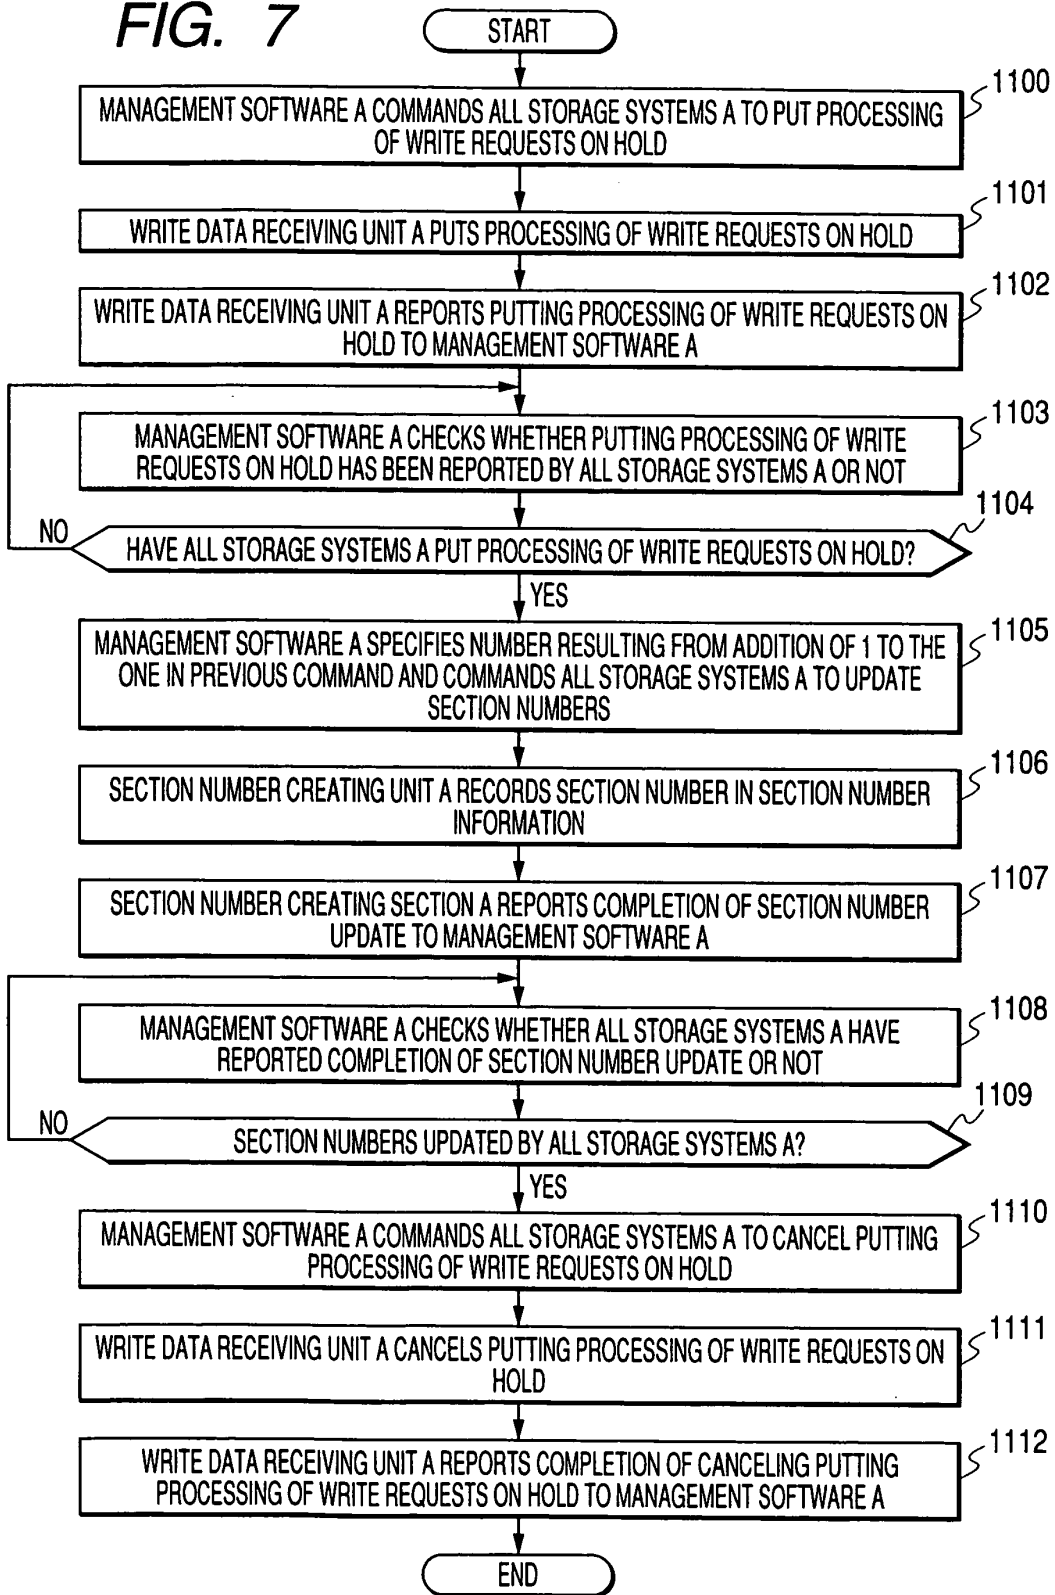 FIG. 7
START
1100
MANAGEMENT SOFTWARE A COMMANDS ALL STORAGE SYSTEMS A TO PUT PROCESSING
OF WRITE REQUESTS ON HOLD
1101
WRITE DATA RECEIVING UNIT A PUTS PROCESSING OF WRITE REQUESTS ON HOLD
1102
WRITE DATA RECEIVING UNIT A REPORTS PUTTING PROCESSING OF WRITE REQUESTS ON
HOLD TO MANAGEMENT SOFTWARE A
1103
MANAGEMENT SOFTWARE A CHECKS WHETHER PUTTING PROCESSING OF WRITE
REQUESTS ON HOLD HAS BEEN REPORTED BY ALL STORAGE SYSTEMS A OR NOT
1104
NO
HAVE ALL STORAGE SYSTEMS A PUT PROCESSING OF WRITE REQUESTS ON HOLD?
YES
1105
MANAGEMENT SOFTWARE A SPECIFIES NUMBER RESULTING FROM ADDITION OF 1 TO THE
ONE IN PREVIOUS COMMAND AND COMMANDS ALL STORAGE SYSTEMS A TO UPDATE
SECTION NUMBERS
1106
SECTION NUMBER CREATING UNIT A RECORDS SECTION NUMBER IN SECTION NUMBER
INFORMATION
1107
SECTION NUMBER CREATING SECTION A REPORTS COMPLETION OF SECTION NUMBER
UPDATE TO MANAGEMENT SOFTWARE A
1108
MANAGEMENT SOFTWARE A CHECKS WHETHER ALL STORAGE SYSTEMS A HAVE
REPORTED COMPLETION OF SECTION NUMBER UPDATE OR NOT
1109
NO
SECTION NUMBERS UPDATED BY ALL STORAGE SYSTEMS A?
YES
1110
MANAGEMENT SOFTWARE A COMMANDS ALL STORAGE SYSTEMS A TO CANCEL PUTTING
PROCESSING OF WRITE REQUESTS ON HOLD
1111
WRITE DATA RECEIVING UNIT A CANCELS PUTTING PROCESSING OF WRITE REQUESTS ON
HOLD
1112
WRITE DATA RECEIVING UNIT A REPORTS COMPLETION OF CANCELING PUTTING
PROCESSING OF WRITE REQUESTS ON HOLD TO MANAGEMENT SOFTWARE A
END